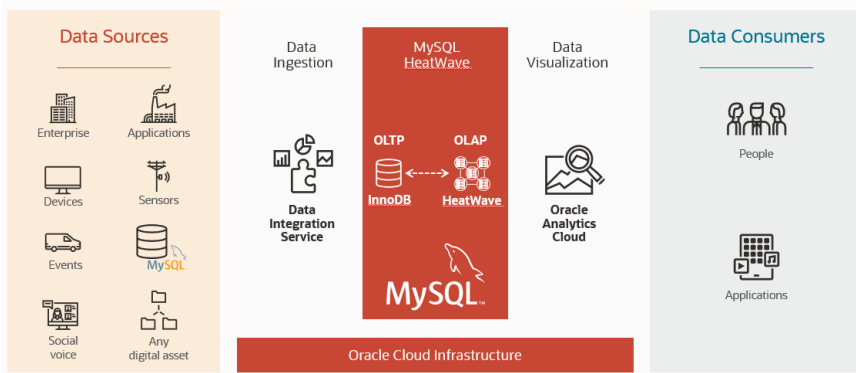 Data Sources
Enterprise
Applications
Devices
Sensors
Events
MySQL
Social
voice
Any
digital asset
Data
Ingestion
MySQL
HeatWave
Data
Visualization
Data
Integration
Service
OLTP
OLAP
InnoDB
HeatWave
MySQL™
Oracle
Analytics
Cloud
Oracle Cloud Infrastructure
Data Consumers
People
Applications